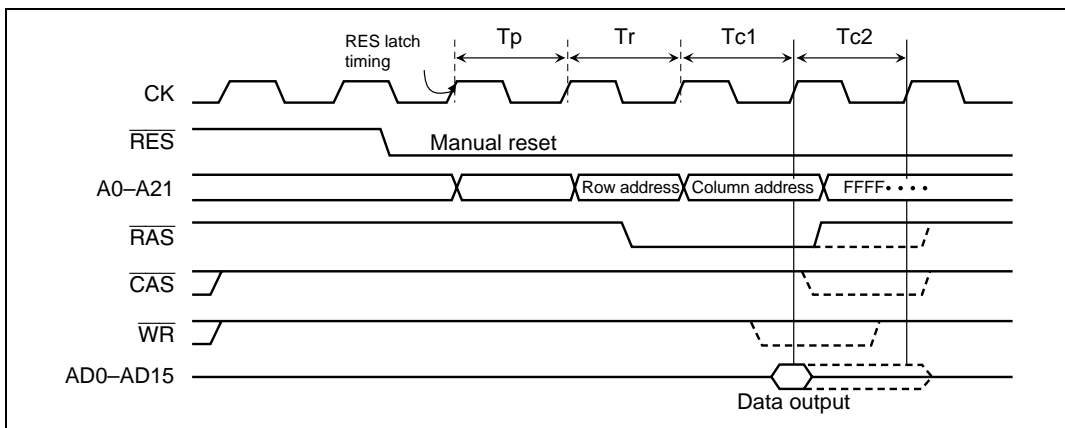 RES latch
timing
Tp Tr Tc1 Tc2
CK
RES Manual reset
A0–A21 Row address Column address FFFF････
RAS
CAS
WR
AD0–AD15
Data output